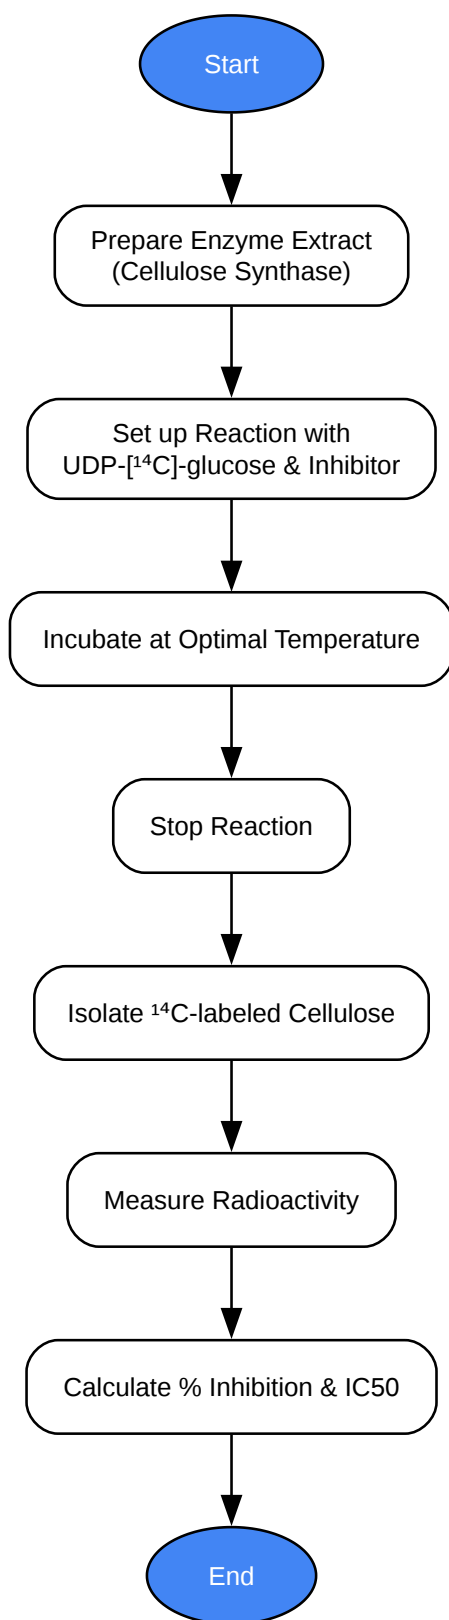 Start
Prepare Enzyme Extract
(Cellulose Synthase)
Set up Reaction with
UDP-[¹⁴C]-glucose & Inhibitor
Incubate at Optimal Temperature
Stop Reaction
Isolate ¹⁴C-labeled Cellulose
Measure Radioactivity
Calculate % Inhibition & IC50
End